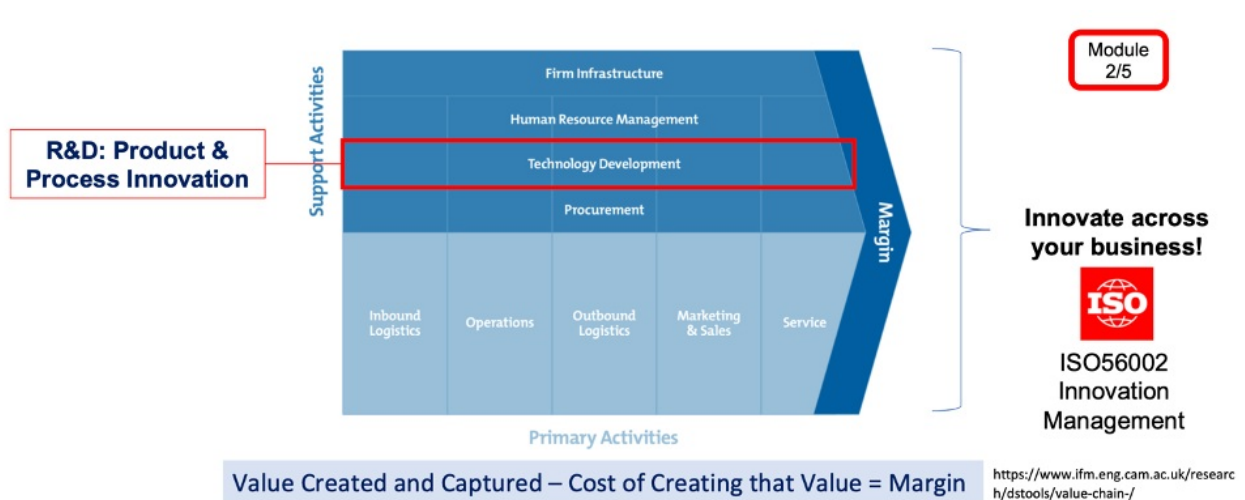 Module
2/5
Firm Infrastructure
Human Resource Management
Technology Development
Procurement
Support Activities
R&D: Product &
Process Innovation
Margin
Inbound
Logistics
Operations
Outbound
Logistics
Marketing
& Sales
Service
Primary Activities
Innovate across
your business!
ISO
ISO56002
Innovation
Management
Value Created and Captured – Cost of Creating that Value = Margin
https://www.ifm.eng.cam.ac.uk/researc
h/dstools/value-chain-/